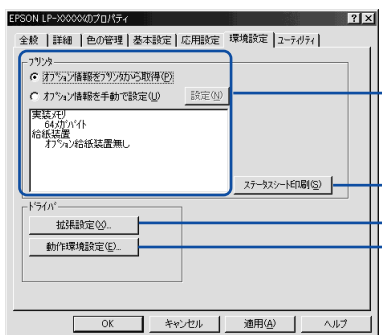 EPSON LP-XXXXXのプロパティ
全般 詳細 色の管理 基本設定 応用設定 環境設定 ユーティリティ
プリンタ
オプション情報をプリンタから取得(P)
オプション情報を手動で設定(U) 設定(N)
実装メモリ
64メガバイト
給紙装置
オプション給紙装置無し
ステータスシート印刷(S)
ドライバ
拡張設定(X)...
動作環境設定(E)...
OK キャンセル 適用(A) ヘルプ